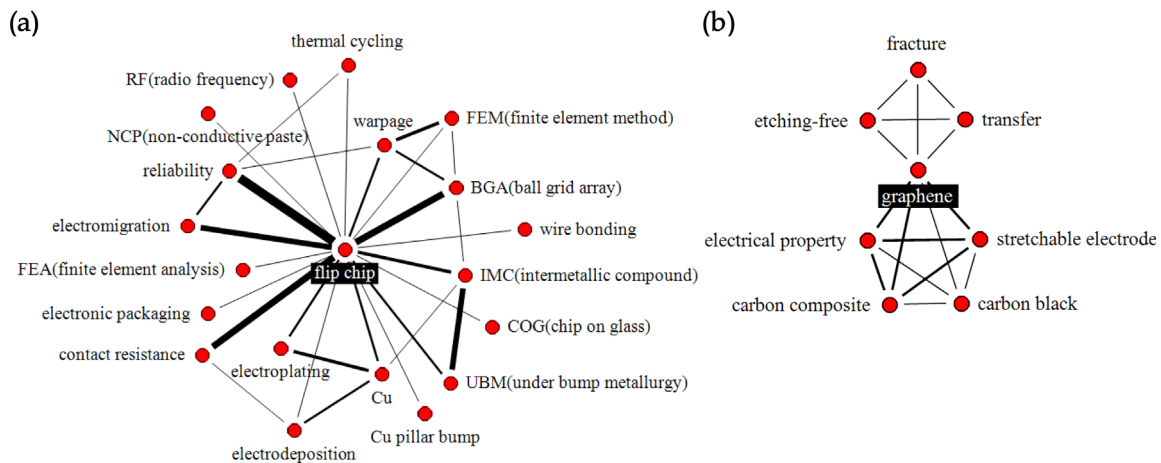 (a)
thermal cycling
RF(radio frequency)
NCP(non-conductive paste)
warpage
FEM(finite element method)
reliability
BGA(ball grid array)
electromigration
wire bonding
FEA(finite element analysis)
flip chip
IMC(intermetallic compound)
electronic packaging
COG(chip on glass)
contact resistance
electroplating
Cu
UBM(under bump metallurgy)
Cu pillar bump
electrodeposition
(b)
fracture
etching-free
transfer
graphene
electrical property
stretchable electrode
carbon composite
carbon black